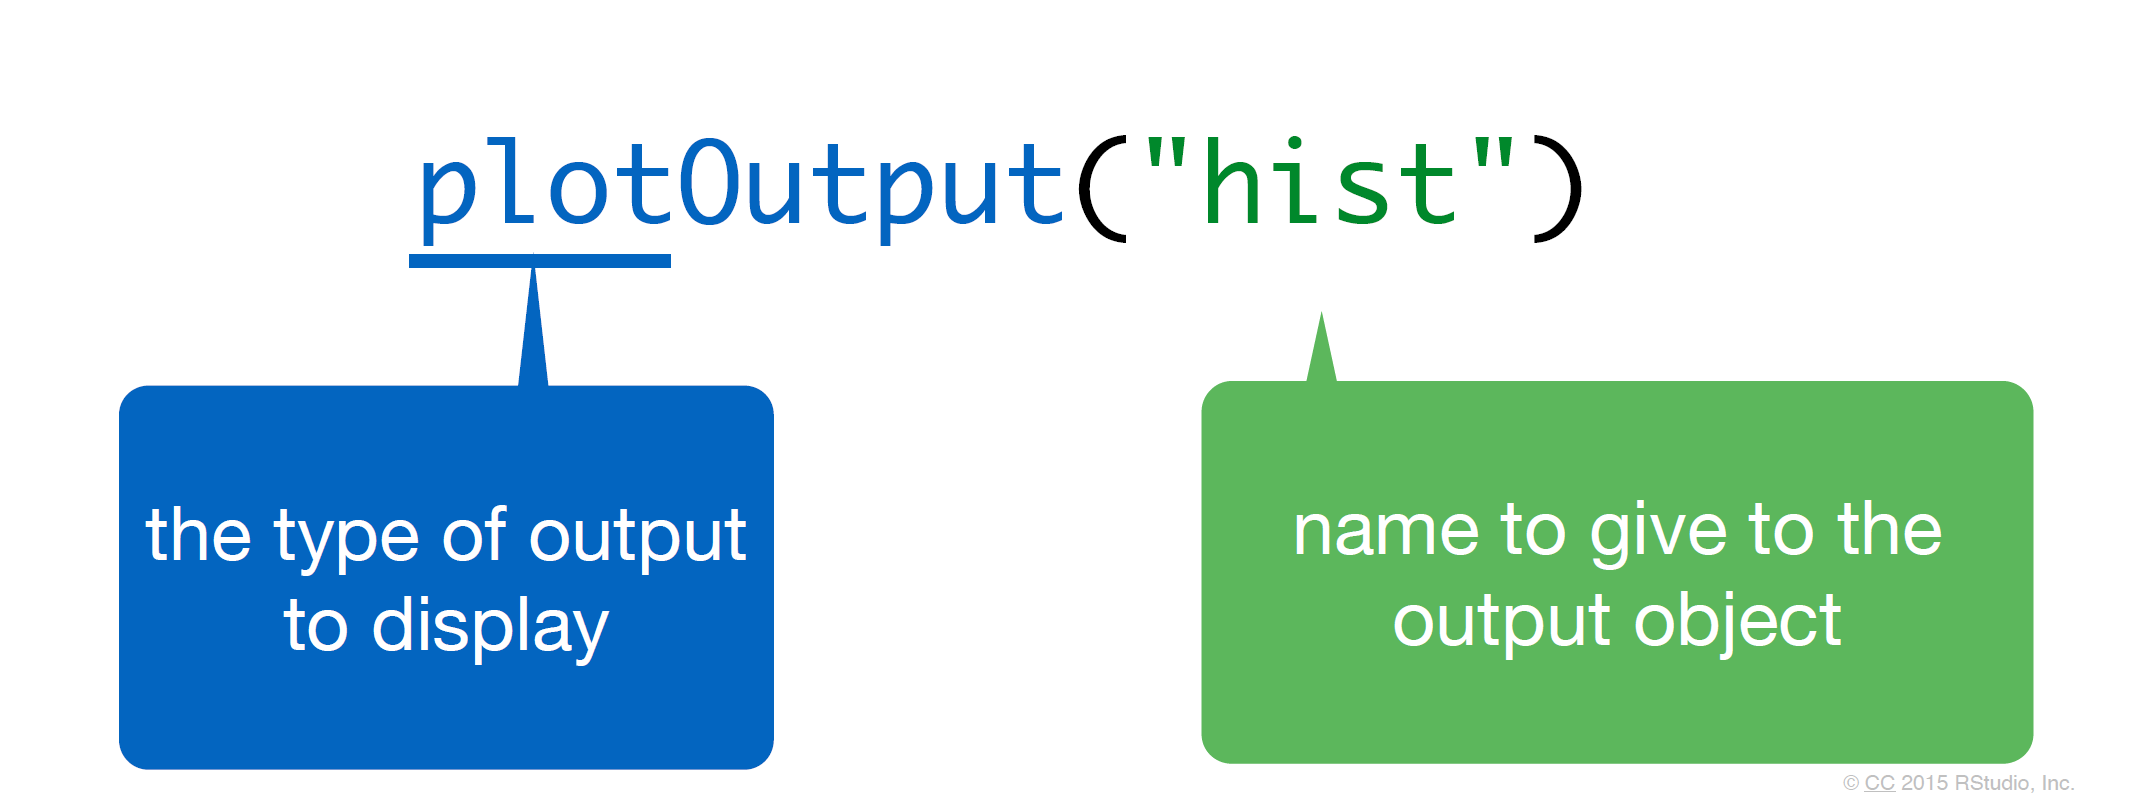 plotOutput("hist")
the type of output
to display
name to give to the
output object
© CC 2015 RStudio, Inc.